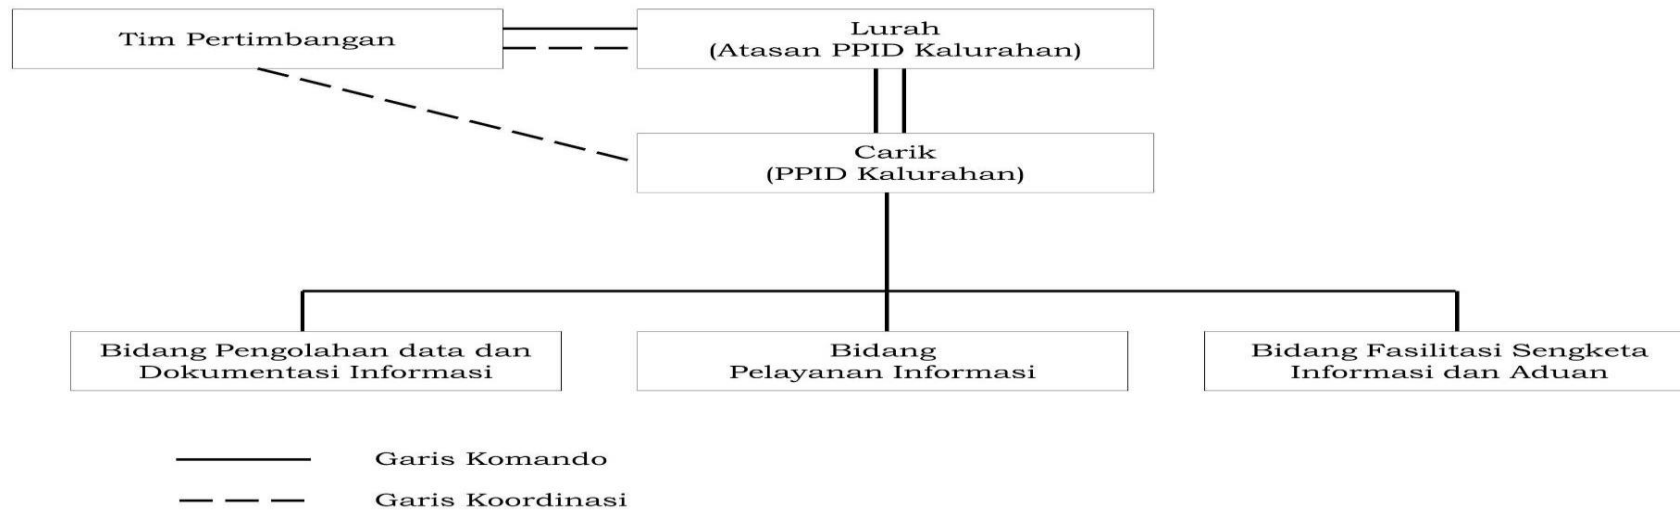 Tim Pertimbangan
Lurah
(Atasan PPID Kalurahan)
Carik
(PPID Kalurahan)
Bidang Pengolahan data dan
Dokumentasi Informasi
Bidang
Pelayanan Informasi
Bidang Fasilitasi Sengketa
Informasi dan Aduan
Garis Komando
Garis Koordinasi